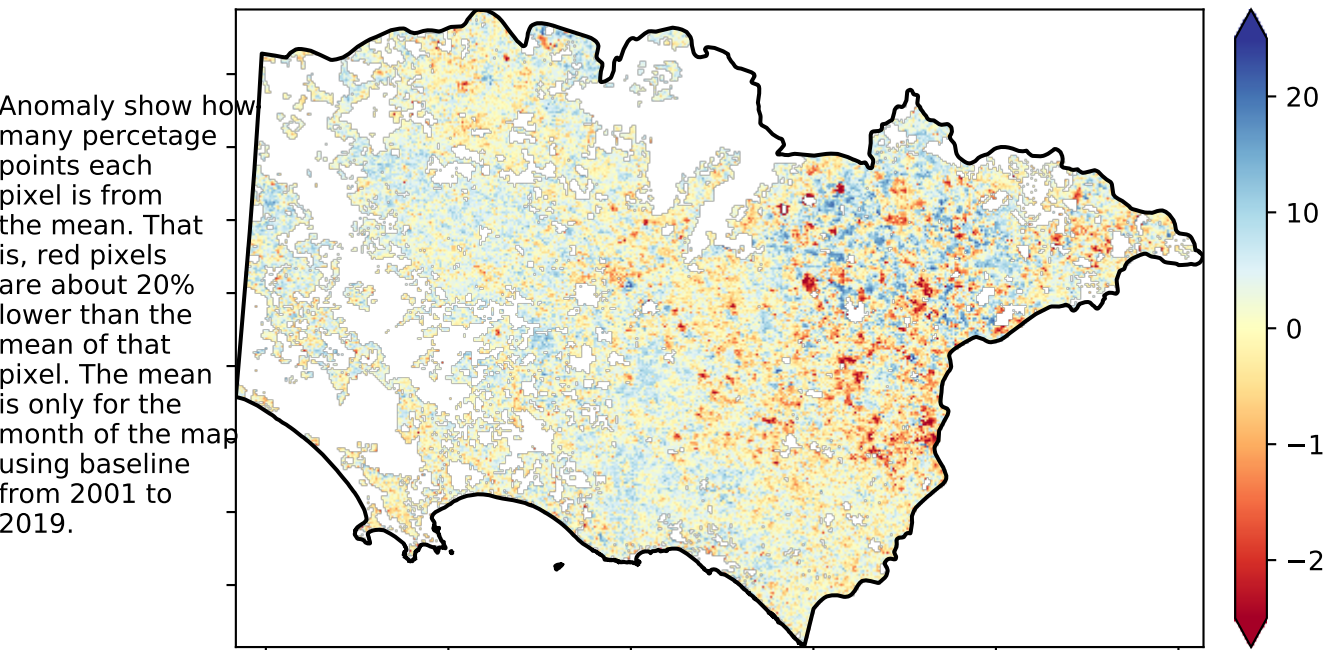 Anomaly show how
many percetage
points each
pixel is from
the mean. That
is, red pixels
are about 20%
lower than the
mean of that
pixel. The mean
is only for the
month of the map
using baseline
from 2001 to
2019.
20
10
0
−1
−2